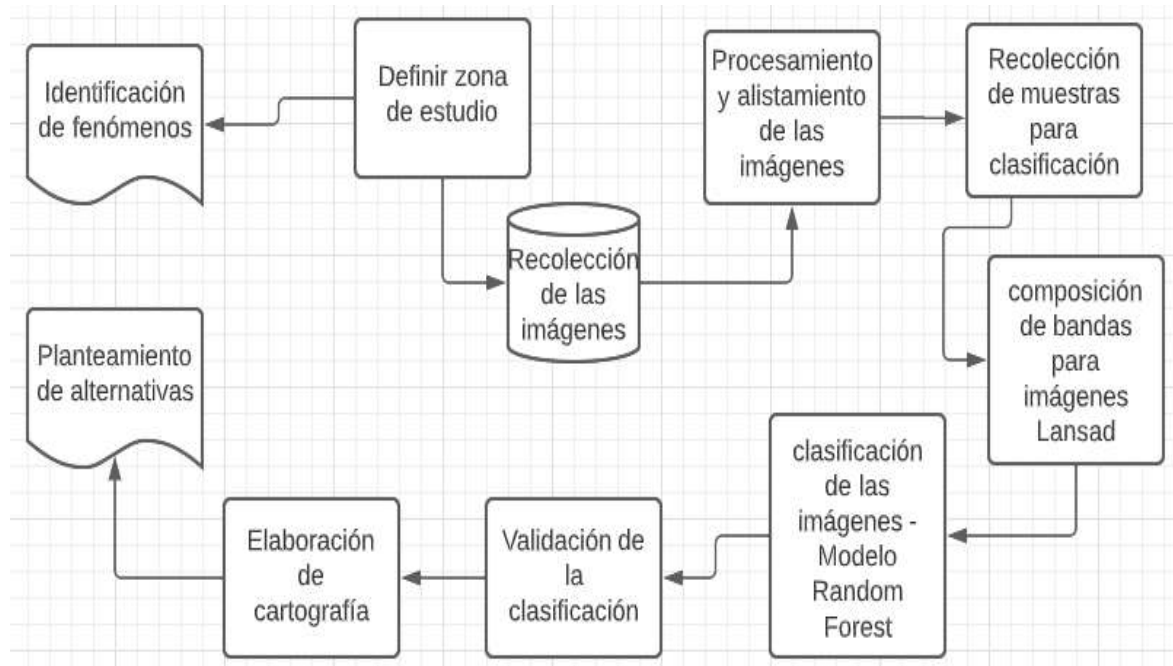 Identificación
de fenómenos
Definir zona
de estudio
Recolección
de las
imágenes
Procesamiento
y alistamiento
de las
imágenes
Recolección
de muestras
para
clasificación
composición
de bandas
para
imágenes
Lansad
clasificación
de las
imágenes -
Modelo
Random
Forest
Validación de
la
clasificación
Elaboración
de
cartografía
Planteamiento
de alternativas